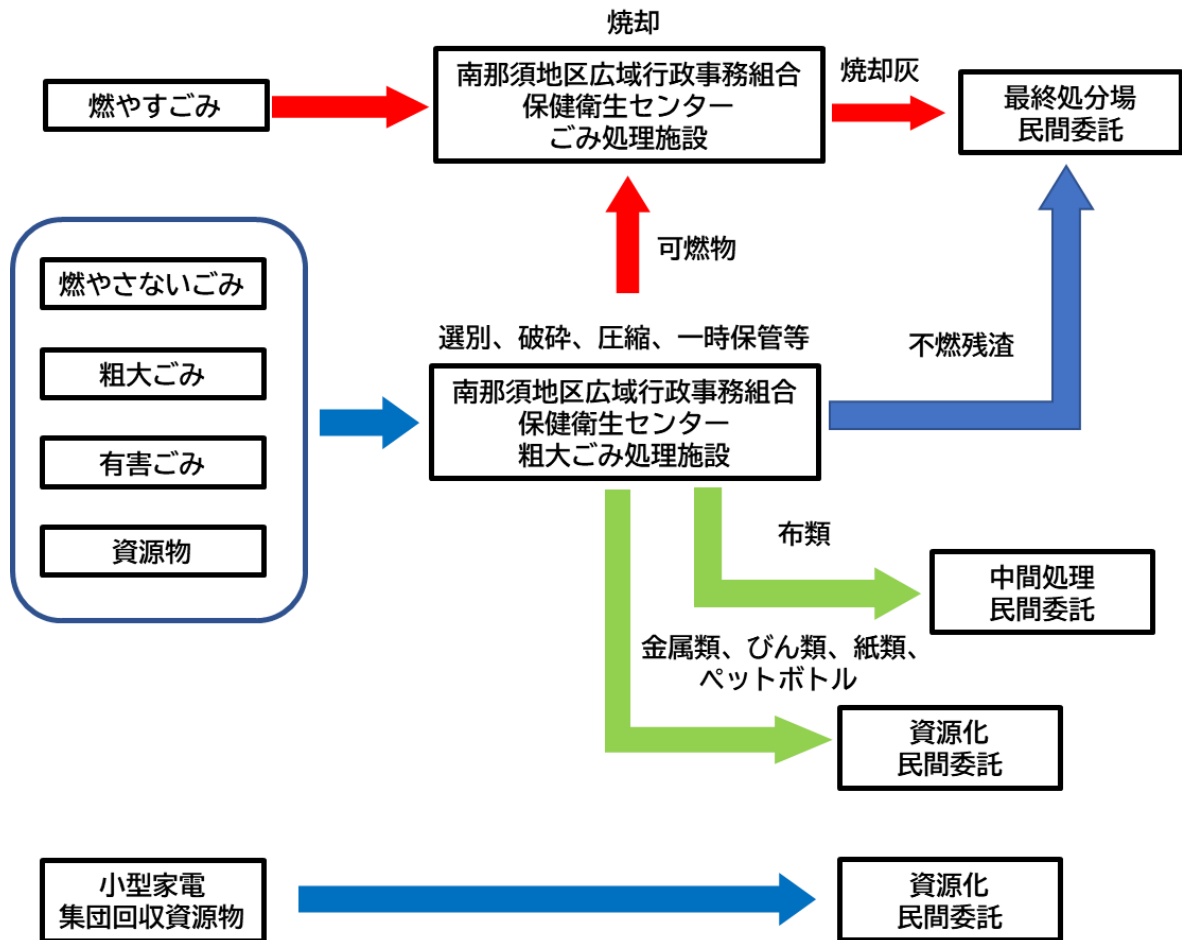 焼却
燃やすごみ
南那須地区広域行政事務組合
保健衛生センター
ごみ処理施設
焼却灰
最終処分場
民間委託
可燃物
燃やさないごみ
粗大ごみ
有害ごみ
資源物
選別、破砕、圧縮、一時保管等
南那須地区広域行政事務組合
保健衛生センター
粗大ごみ処理施設
不燃残渣
布類
中間処理
民間委託
金属類、びん類、紙類、
ペットボトル
資源化
民間委託
小型家電
集団回収資源物
資源化
民間委託